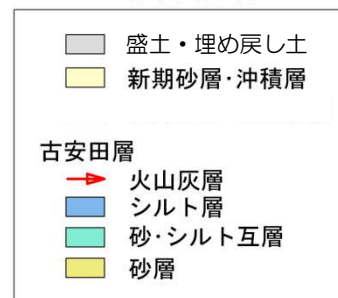 盛土・埋め戻し土
新期砂層・沖積層
古安田層
火山灰層
シルト層
砂・シルト互層
砂層